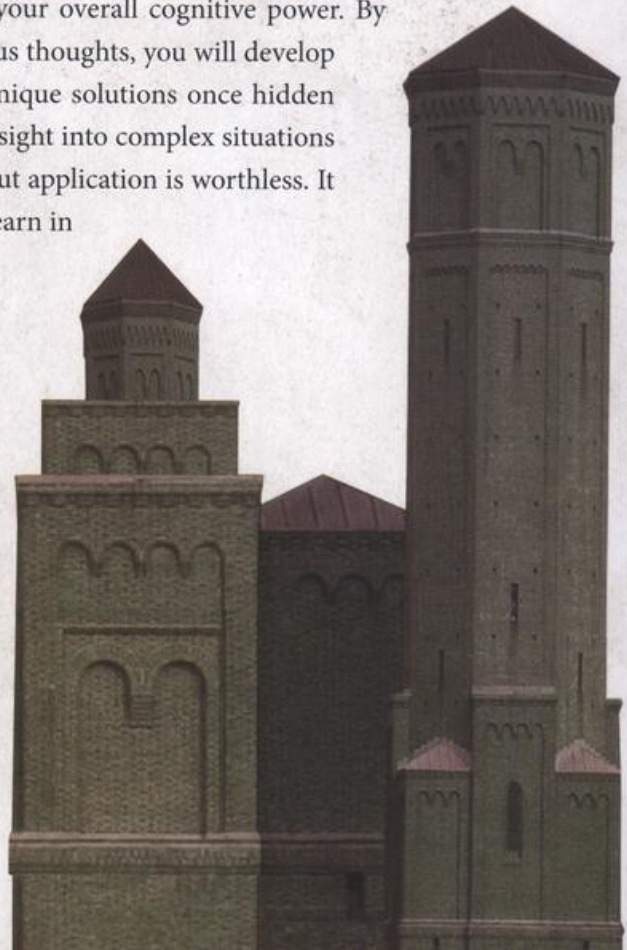 your overall cognitive power. By
us thoughts, you will develop
nique solutions once hidden
sight into complex situations
ut application is worthless. It
earn in